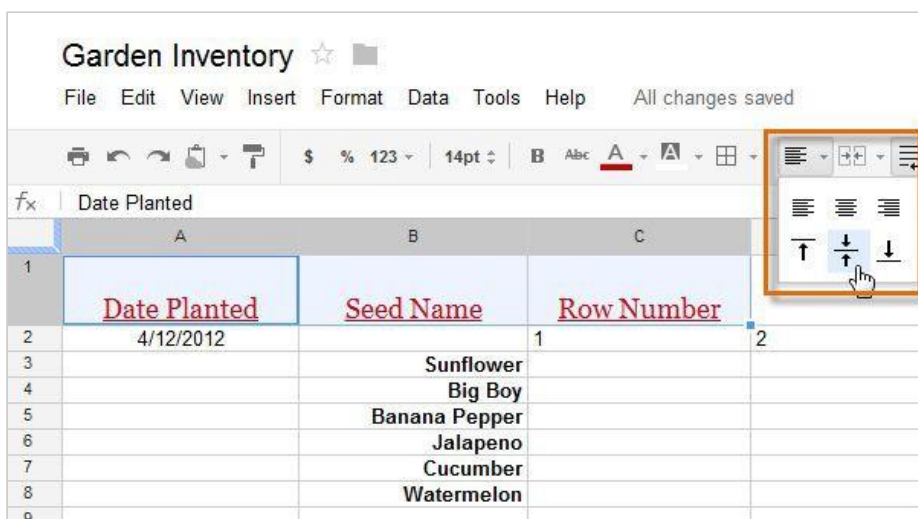 Garden Inventory
File Edit View Insert Format Data Tools Help All changes saved
$ % 123 14pt B Abc A A
fx Date Planted
A B C
1 Date Planted Seed Name Row Number
2 4/12/2012 1 2
3 Sunflower
4 Big Boy
5 Banana Pepper
6 Jalapeno
7 Cucumber
8 Watermelon
9